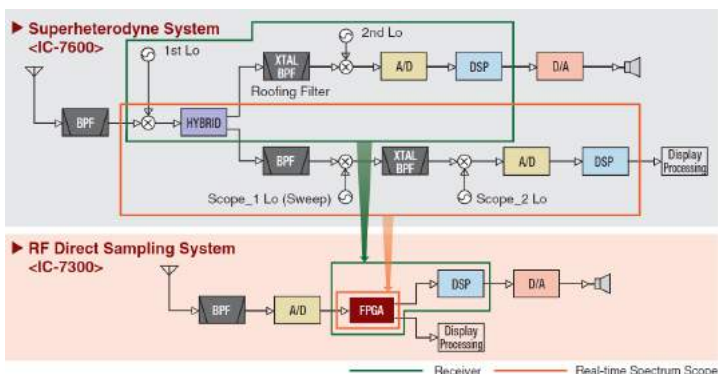 ▶ Superheterodyne System
<IC-7600>
1st Lo
2nd Lo
XTAL
BPF
A/D
DSP
D/A
Roofing Filter
BPF
HYBRID
BPF
XTAL
BPF
A/D
DSP
Display
Processing
Scope_1 Lo (Sweep)
Scope_2 Lo
▶ RF Direct Sampling System
<IC-7300>
DSP
D/A
BPF
A/D
FPGA
Display
Processing
Receiver
Real-time Spectrum Scope